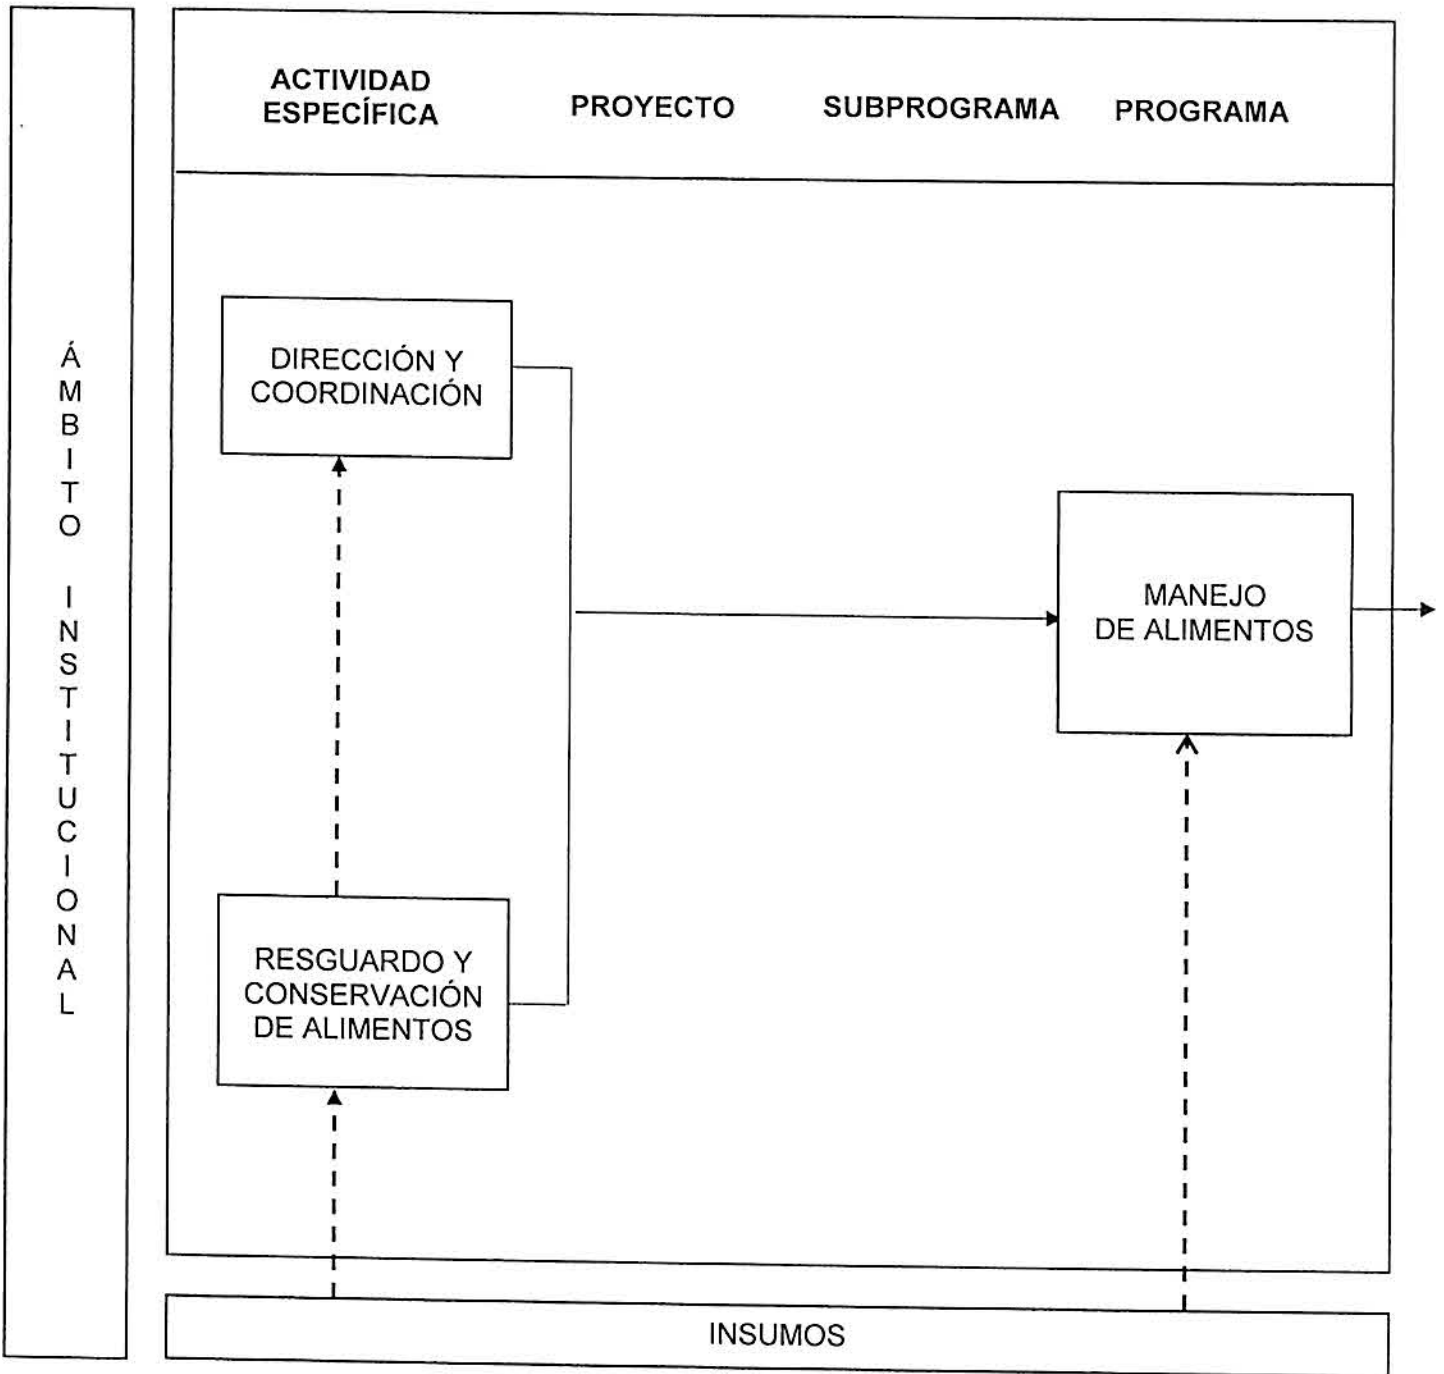 ACTIVIDAD
ESPECÍFICA
PROYECTO
SUBPROGRAMA
PROGRAMA
ÁMBITO INSTITUCIONAL
DIRECCIÓN Y
COORDINACIÓN
MANEJO
DE ALIMENTOS
RESGUARDO Y
CONSERVACIÓN
DE ALIMENTOS
INSUMOS